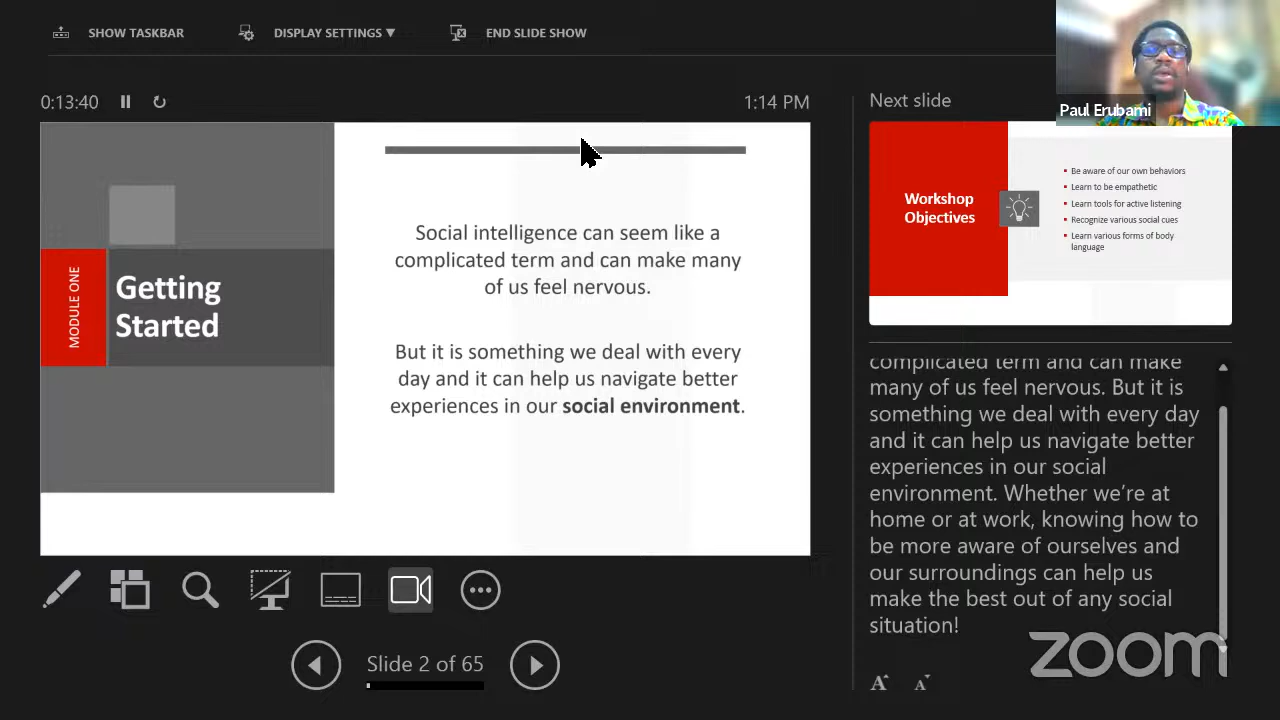 SHOW TASKBAR
DISPLAY SETTINGS ▼
END SLIDE SHOW
Paul Erubami
0:13:40
1:14 PM
Next slide
MODULE ONE
Getting
Started
Social intelligence can seem like a
complicated term and can make many
of us feel nervous.
But it is something we deal with every
day and it can help us navigate better
experiences in our social environment.
Workshop
Objectives
▪ Be aware of our own behaviors
▪ Learn to be empathetic
▪ Learn tools for active listening
▪ Recognize various social cues
▪ Learn various forms of body
language
complicated term and can make
many of us feel nervous. But it is
something we deal with every day
and it can help us navigate better
experiences in our social
environment. Whether we’re at
home or at work, knowing how to
be more aware of ourselves and
our surroundings can help us
make the best out of any social
situation!
Slide 2 of 65
A A
zoom